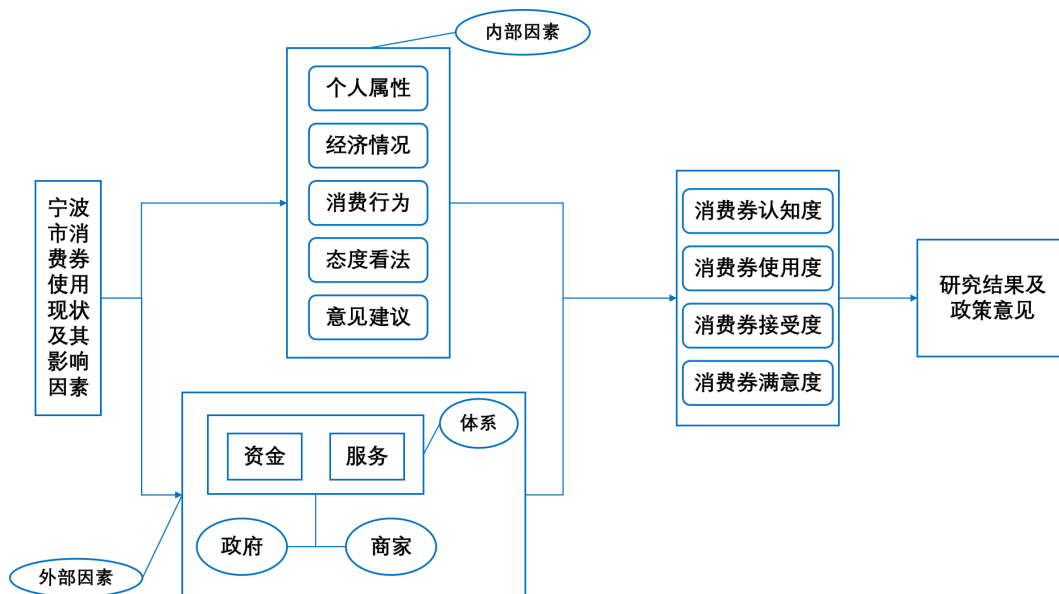 宁波
市消
费券
使用
现状
及其
影响
因素
内部因素
个人属性
经济情况
消费行为
态度看法
意见建议
体系
资金
服务
政府
商家
外部因素
消费券认知度
消费券使用度
消费券接受度
消费券满意度
研究结果及
政策意见